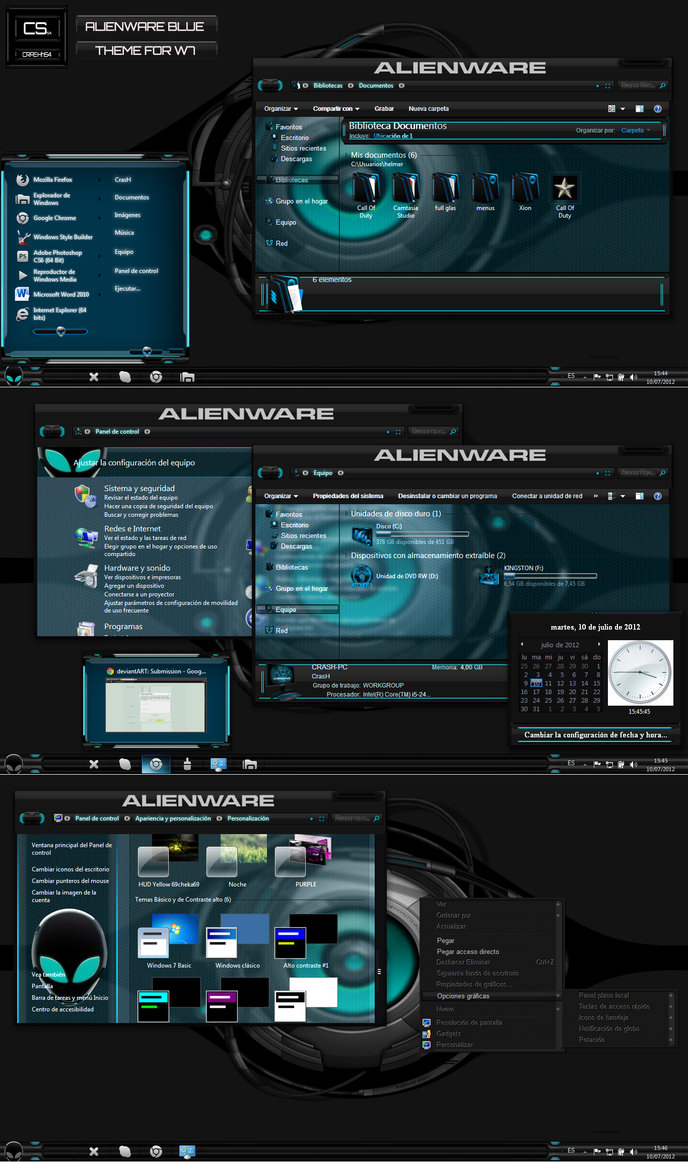 CS
CRASH54
ALIENWARE BLUE
THEME FOR W7
ALIENWARE
Bibliotecas
Documentos
Organizar
Compartir con
Grabar
Nueva carpeta
Favoritos
Escritorio
Sitios recientes
Descargas
Bibliotecas
Grupo en el hogar
Equipo
Red
Biblioteca Documentos
Incluye: Ubicación de 1
Organizar por: Carpeta
Mis documentos (6)
C:\Usuarios\helmer
Call Of Duty
Camtasia Studio
full glas
menus
Xion
Call Of Duty
6 elementos
Mozilla Firefox
Explorador de Windows
Google Chrome
Windows Style Builder
Adobe Photoshop CS6 (64 Bit)
Reproductor de Windows Media
Microsoft Word 2010
Internet Explorer (64 bits)
CrasH
Documentos
Imágenes
Música
Equipo
Panel de control
Ejecutar...
ES
15:44
10/07/2012
ALIENWARE
Panel de control
Ajustar la configuración del equipo
Sistema y seguridad
Revisar el estado del equipo
Hacer una copia de seguridad del equipo
Buscar y corregir problemas
Redes e Internet
Ver el estado y las tareas de red
Elegir grupo en el hogar y opciones de uso compartido
Hardware y sonido
Ver dispositivos e impresoras
Agregar un dispositivo
Conectarse a un proyector
Ajustar parámetros de configuración de movilidad de uso frecuente
Programas
ALIENWARE
Equipo
Organizar
Propiedades del sistema
Desinstalar o cambiar un programa
Conectar a unidad de red
»
Favoritos
Escritorio
Sitios recientes
Descargas
Bibliotecas
Grupo en el hogar
Equipo
Red
Unidades de disco duro (1)
Disco (C:)
378 GB disponibles de 451 GB
Dispositivos con almacenamiento extraíble (2)
Unidad de DVD RW (D:)
KINGSTON (F:)
6,54 GB disponibles de 7,45 GB
CRASH-PC
Memoria: 4,00 GB
CrasH
Grupo de trabajo: WORKGROUP
Procesador: Intel(R) Core(TM) i5-24...
deviantART: Submission - Goog...
martes, 10 de julio de 2012
julio de 2012
lu ma mi ju vi sá do
25 26 27 28 29 30 1
2 3 4 5 6 7 8
9 10 11 12 13 14 15
16 17 18 19 20 21 22
23 24 25 26 27 28 29
30 31 1 2 3 4 5
15:45:45
Cambiar la configuración de fecha y hora...
ES
15:45
10/07/2012
ALIENWARE
Panel de control
Apariencia y personalización
Personalización
Ventana principal del Panel de control
Cambiar iconos del escritorio
Cambiar punteros del mouse
Cambiar la imagen de la cuenta
Vea también
Pantalla
Barra de tareas y menú Inicio
Centro de accesibilidad
HUD Yellow 69cheka69
Noche
PURPLE
Temas Básico y de Contraste alto (6)
Windows 7 Basic
Windows clásico
Alto contraste #1
Ver
Ordenar por
Actualizar
Pegar
Pegar acceso directo
Deshacer Eliminar
Ctrl+Z
Siguiente fondo de escritorio
Propiedades de gráficos...
Opciones gráficas
Nuevo
Resolución de pantalla
Gadgets
Personalizar
Panel plano local
Teclas de acceso rápido
Icono de bandeja
Notificación de globo
Rotación
ES
15:46
10/07/2012